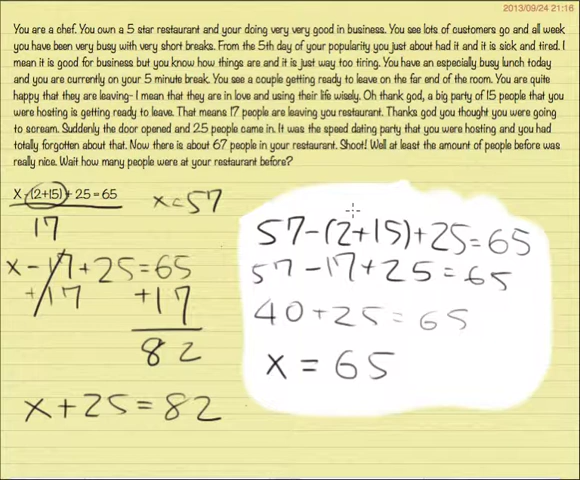 2013/09/24 21:16
You are a chef. You own a 5 star restaurant and your doing very very good in business. You see lots of customers go and all week
you have been very busy with very short breaks. From the 5th day of your popularity you just about had it and it is sick and tired. I
mean it is good for business but you know how things are and it is just way too tiring. You have an especially busy lunch today
and you are currently on your 5 minute break. You see a couple getting ready to leave on the far end of the room. You are quite
happy that they are leaving- I mean that they are in love and using their life wisely. Oh thank god, a big party of 15 people that you
were hosting is getting ready to leave. That means 17 people are leaving you restaurant. Thanks god you thought you were going
to scream. Suddenly the door opened and 25 people came in. It was the speed dating party that you were hosting and you had
totally forgotten about that. Now there is about 67 people in your restaurant. Shoot! Well at least the amount of people before was
really nice. Wait how many people were at your restaurant before?
X -(2+15) + 25 = 65
x=57
17
x - 17 + 25 = 65
+17 +17
82
x + 25 = 82
57-(2+15)+25=65
57-17+25=65
40+25=65
x = 65